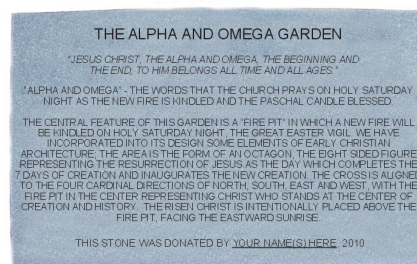 THE ALPHA AND OMEGA GARDEN
"JESUS CHRIST, THE ALPHA AND OMEGA, THE BEGINNING AND
THE END, TO HIM BELONGS ALL TIME AND ALL AGES."
"ALPHA AND OMEGA" - THE WORDS THAT THE CHURCH PRAYS ON HOLY SATURDAY
NIGHT AS THE NEW FIRE IS KINDLED AND THE PASCHAL CANDLE BLESSED.
THE CENTRAL FEATURE OF THIS GARDEN IS A "FIRE PIT" IN WHICH A NEW FIRE WILL
BE KINDLED ON HOLY SATURDAY NIGHT, THE GREAT EASTER VIGIL. WE HAVE
INCORPORATED INTO ITS DESIGN SOME ELEMENTS OF EARLY CHRISTIAN
ARCHITECTURE; THE AREA IS THE FORM OF AN OCTAGON, THE EIGHT SIDED FIGURE
REPRESENTING THE RESURRECTION OF JESUS AS THE DAY WHICH COMPLETES THE
7 DAYS OF CREATION AND INAUGURATES THE NEW CREATION. THE CROSS IS ALIGNED
TO THE FOUR CARDINAL DIRECTIONS OF NORTH, SOUTH, EAST AND WEST, WITH THE
FIRE PIT IN THE CENTER REPRESENTING CHRIST WHO STANDS AT THE CENTER OF
CREATION AND HISTORY. THE RISEN CHRIST IS INTENTIONALLY PLACED ABOVE THE
FIRE PIT, FACING THE EASTWARD SUNRISE.
THIS STONE WAS DONATED BY YOUR NAME(S) HERE, 2010